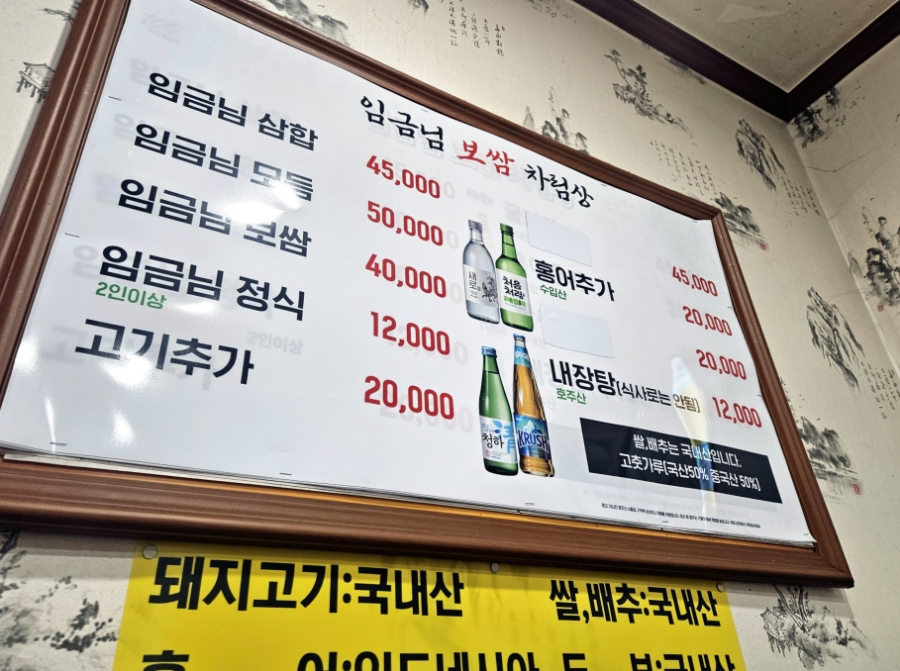 임금님 보쌈 차림상
임금님 삼합 45,000
임금님 모둠 50,000
임금님 보쌈 40,000
임금님 정식 12,000
2인이상
고기추가 20,000
45,000
홍어추가 20,000
수입산
20,000
내장탕(식사로는 안됨) 12,000
호주산
새로
처음처럼
청하
KRUSH
쌀,배추는 국내산입니다.
고춧가루(국산50% 중국산 50%)
돼지고기:국내산 쌀,배추:국내산